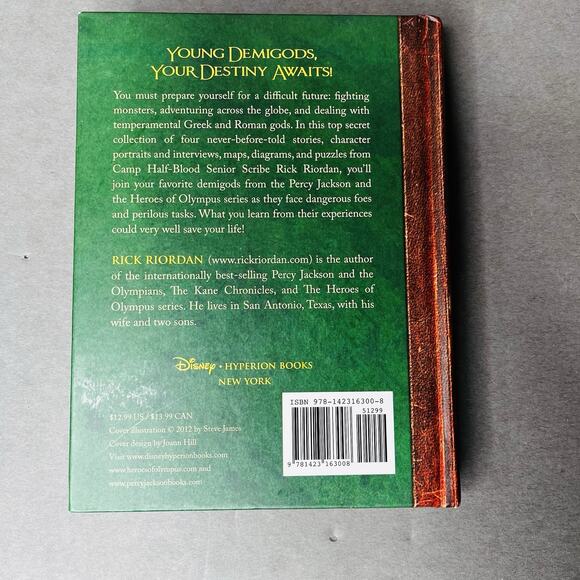 YOUNG DEMIGODS,
YOUR DESTINY AWAITS!
You must prepare yourself for a difficult future: fighting
monsters, adventuring across the globe, and dealing with
temperamental Greek and Roman gods. In this top secret
collection of four never-before-told stories, character
portraits and interviews, maps, diagrams, and puzzles from
Camp Half-Blood Senior Scribe Rick Riordan, you'll
join your favorite demigods from the Percy Jackson and
the Heroes of Olympus series as they face dangerous foes
and perilous tasks. What you learn from their experiences
could very well save your life!
RICK RIORDAN (www.rickriordan.com) is the author
of the internationally best-selling Percy Jackson and the
Olympians, The Kane Chronicles, and The Heroes of
Olympus series. He lives in San Antonio, Texas, with his
wife and two sons.
Disney • HYPERION BOOKS
NEW YORK
$12.99 US / $13.99 CAN
Cover illustration © 2012 by Steve James
Cover design by Joann Hill
Visit www.disneyhyperionbooks.com
www.heroesofolympus.com and
www.percyjacksonbooks.com
ISBN 978-142316300-8
51299
9 781423 163008